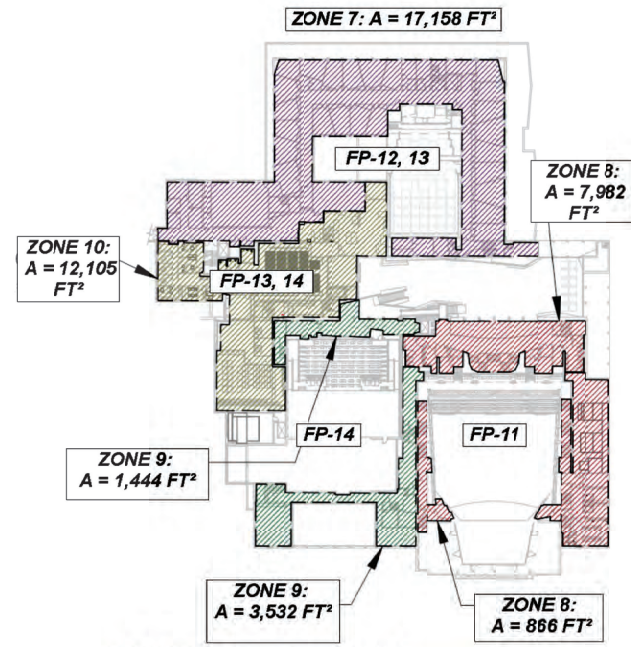 ZONE 7: A = 17,158 FT²
FP-12, 13
ZONE 8:
A = 7,982
FT²
ZONE 10:
A = 12,105
FT²
FP-13, 14
FP-14
FP-11
ZONE 9:
A = 1,444 FT²
ZONE 9:
A = 3,532 FT²
ZONE 8:
A = 866 FT²